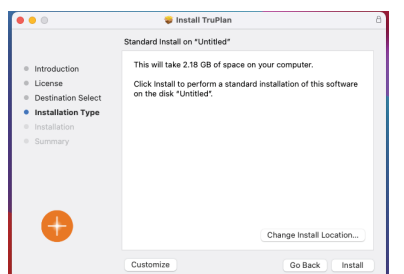 Install TruPlan
Standard Install on “Untitled”
Introduction
License
Destination Select
Installation Type
Installation
Summary
This will take 2.18 GB of space on your computer.
Click Install to perform a standard installation of this software
on the disk “Untitled”.
Change Install Location...
Customize
Go Back
Install